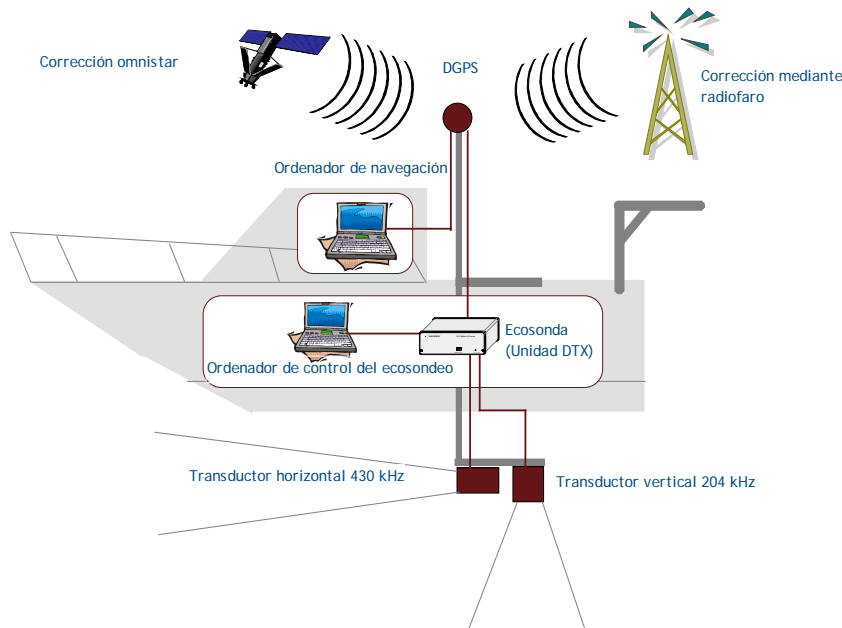 Corrección omnistar
DGPS
Corrección mediante
radiofaro
Ordenador de navegación
Ecosonda
(Unidad DTX)
Ordenador de control del ecosondeo
Transductor horizontal 430 kHz
Transductor vertical 204 kHz